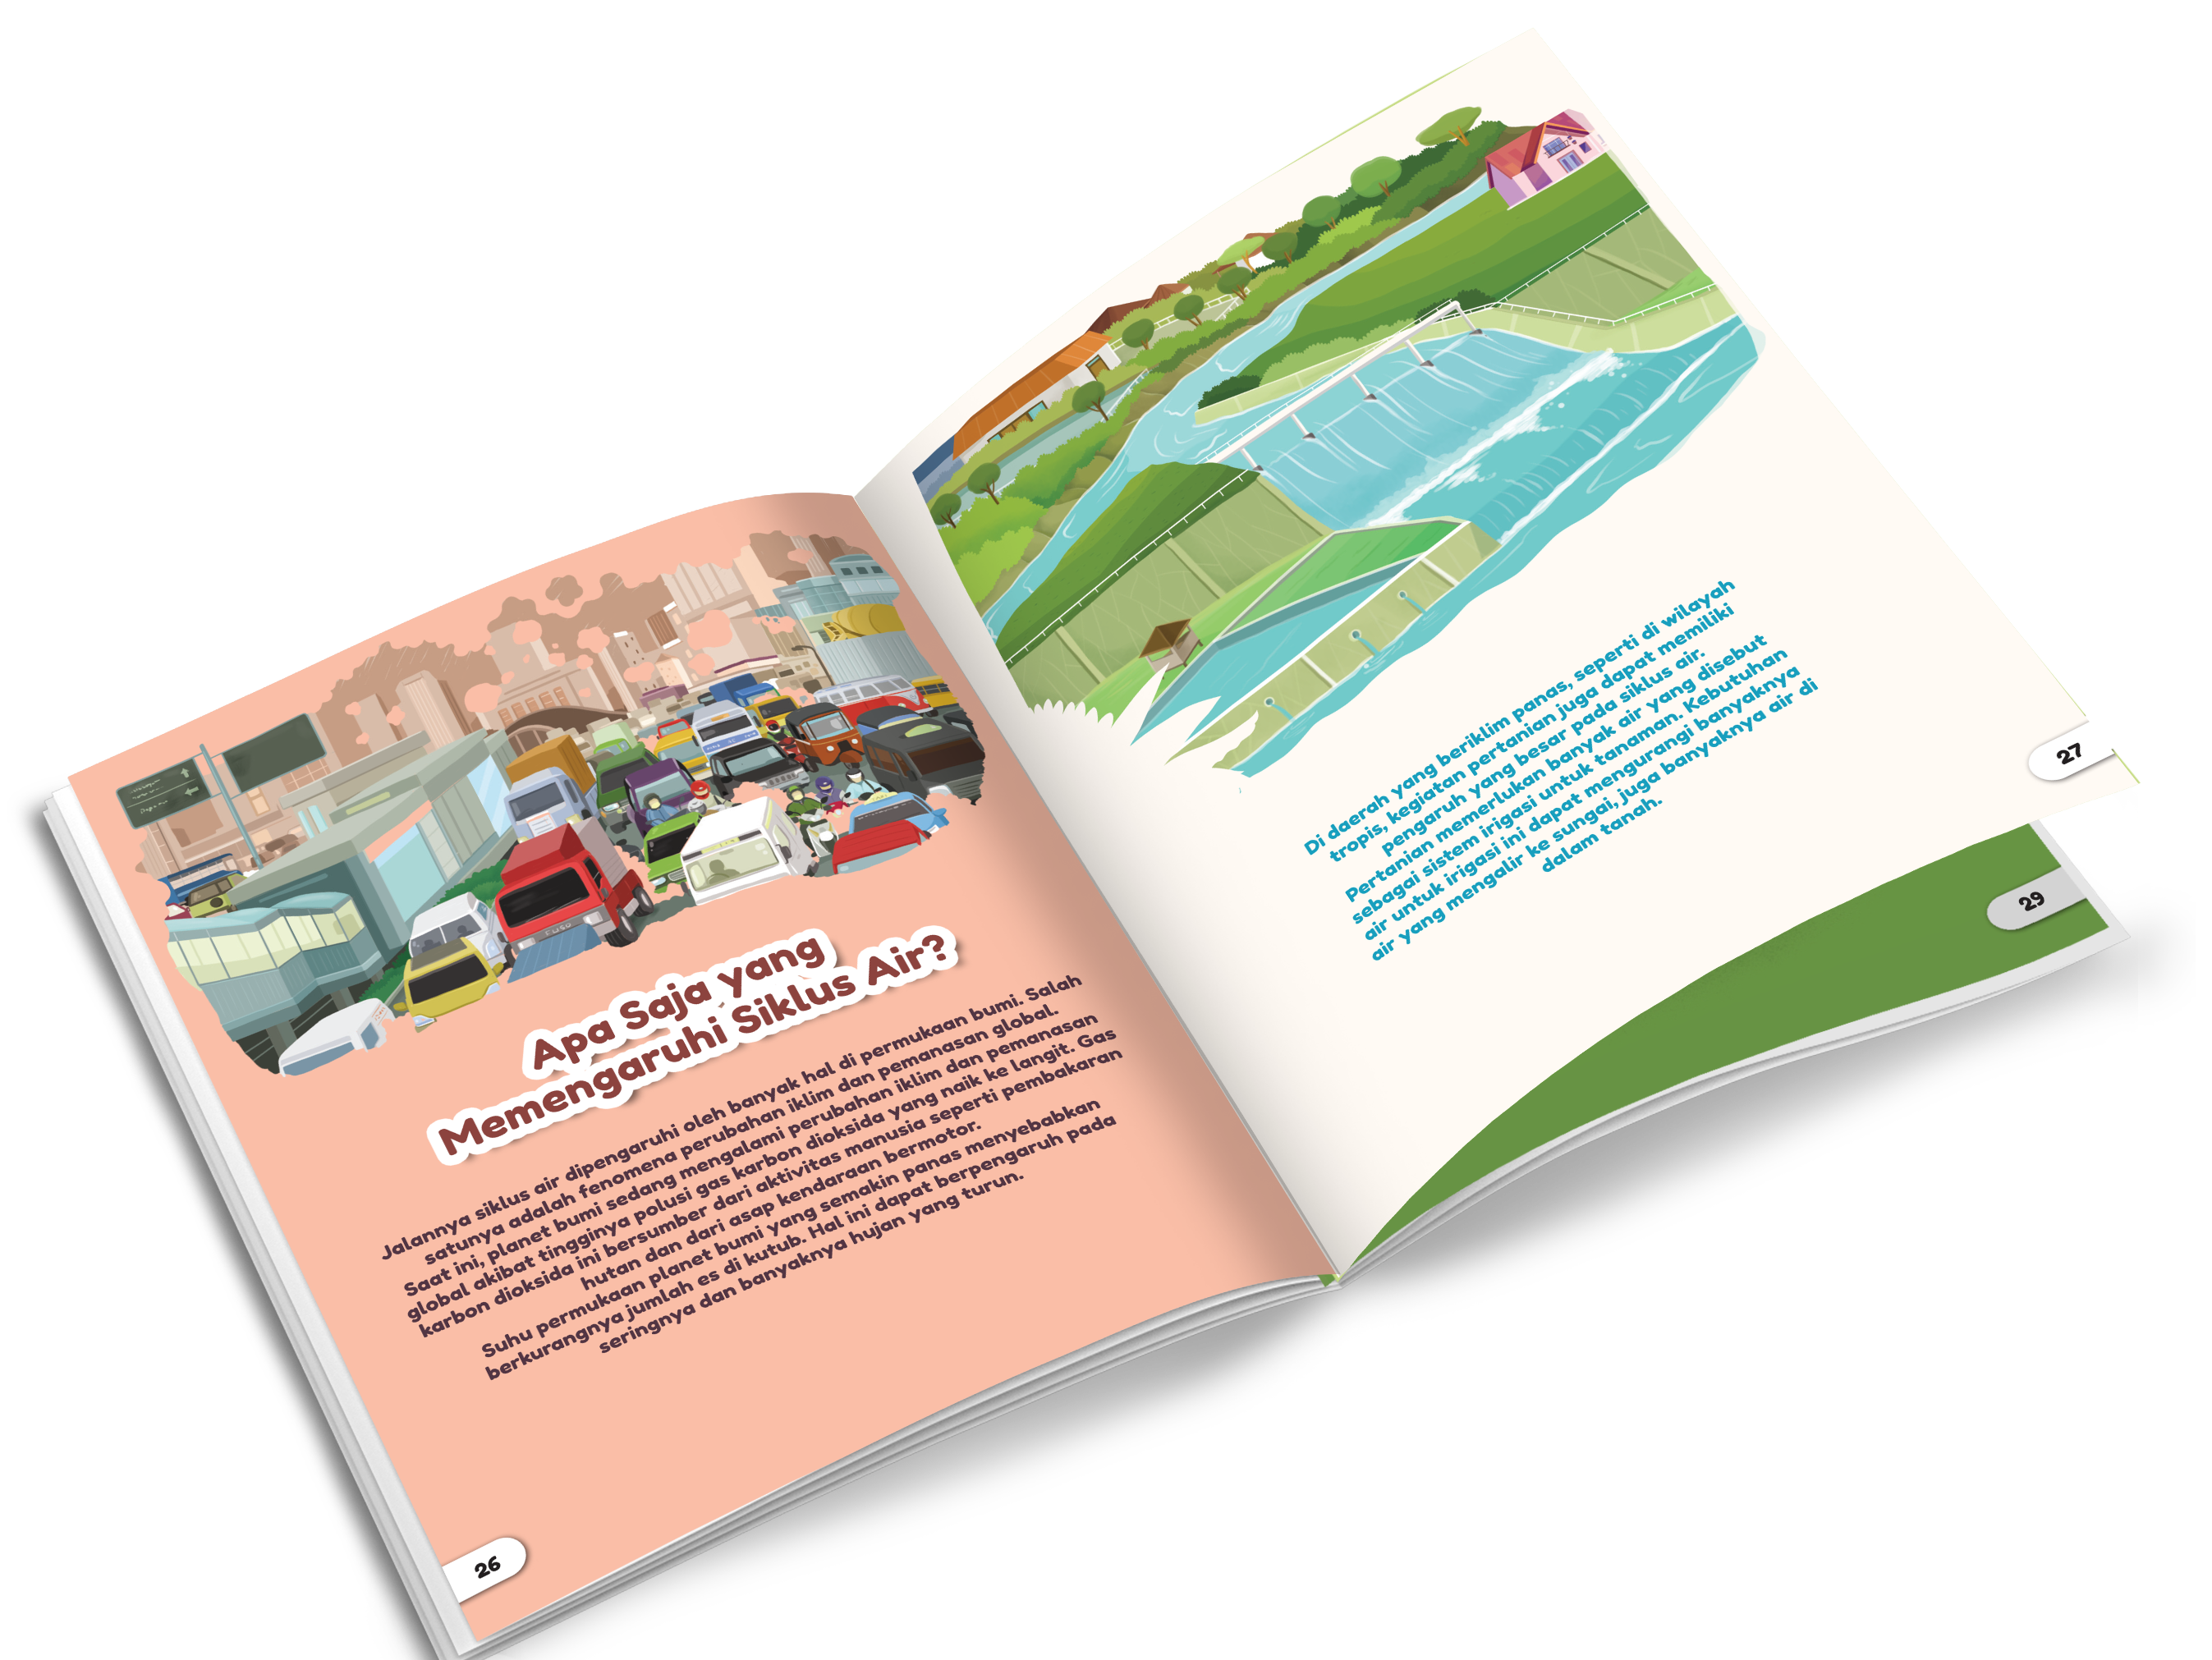 Apa Saja yang
Memengaruhi Siklus Air?
Jalannya siklus air dipengaruhi oleh banyak hal di permukaan bumi. Salah
satunya adalah fenomena perubahan iklim dan pemanasan global.
Saat ini, planet bumi sedang mengalami perubahan iklim dan pemanasan
global akibat tingginya polusi gas karbon dioksida yang naik ke langit. Gas
karbon dioksida ini bersumber dari aktivitas manusia seperti pembakaran
hutan dan dari asap kendaraan bermotor.
Suhu permukaan planet bumi yang semakin panas menyebabkan
berkurangnya jumlah es di kutub. Hal ini dapat berpengaruh pada
seringnya dan banyaknya hujan yang turun.
26
Di daerah yang beriklim panas, seperti di wilayah
tropis, kegiatan pertanian juga dapat memiliki
pengaruh yang besar pada siklus air.
Pertanian memerlukan banyak air yang disebut
sebagai sistem irigasi untuk tanaman. Kebutuhan
air untuk irigasi ini dapat mengurangi banyaknya
air yang mengalir ke sungai, juga banyaknya air di
dalam tanah.
27
29